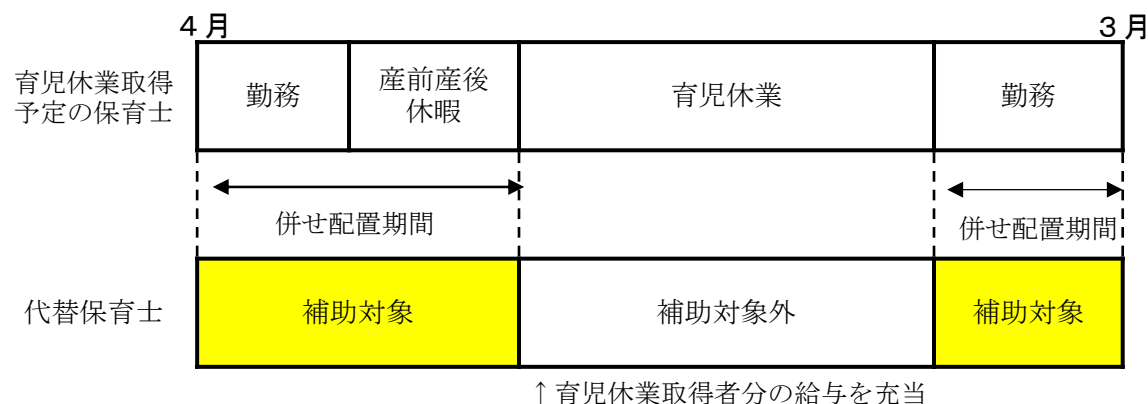 ４月
３月
育児休業取得
予定の保育士
勤務
産前産後
休暇
育児休業
勤務
併せ配置期間
併せ配置期間
代替保育士
補助対象
補助対象外
補助対象
↑育児休業取得者分の給与を充当